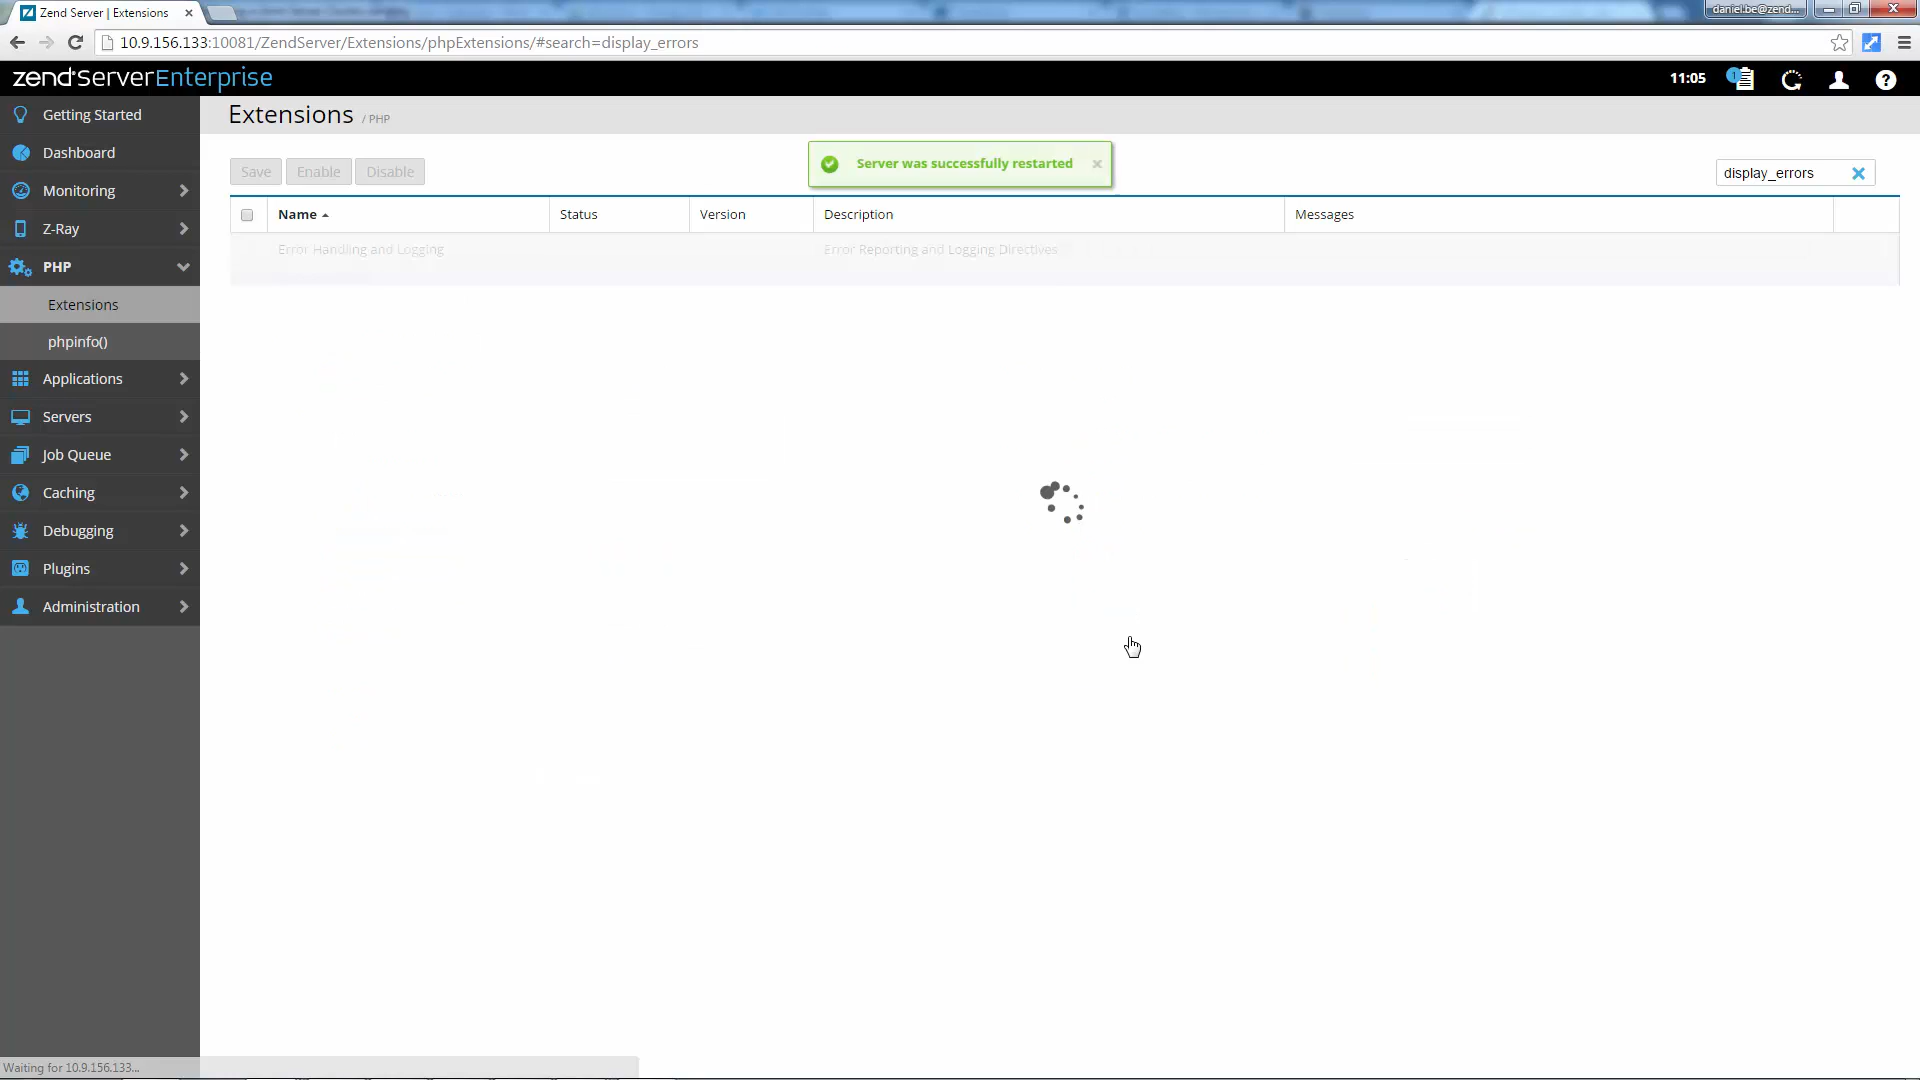 Zend Server | Extensions
daniel.be@zend...
10.9.156.133:10081/ZendServer/Extensions/phpExtensions/#search=display_errors
zend Server Enterprise
11:05
1
?
Getting Started
Dashboard
Monitoring
Z-Ray
PHP
Extensions
phpinfo()
Applications
Servers
Job Queue
Caching
Debugging
Plugins
Administration
Extensions / PHP
Save Enable Disable
Server was successfully restarted
display_errors
Name Status Version Description Messages
Error Handling and Logging Error Reporting and Logging Directives
Waiting for 10.9.156.133...